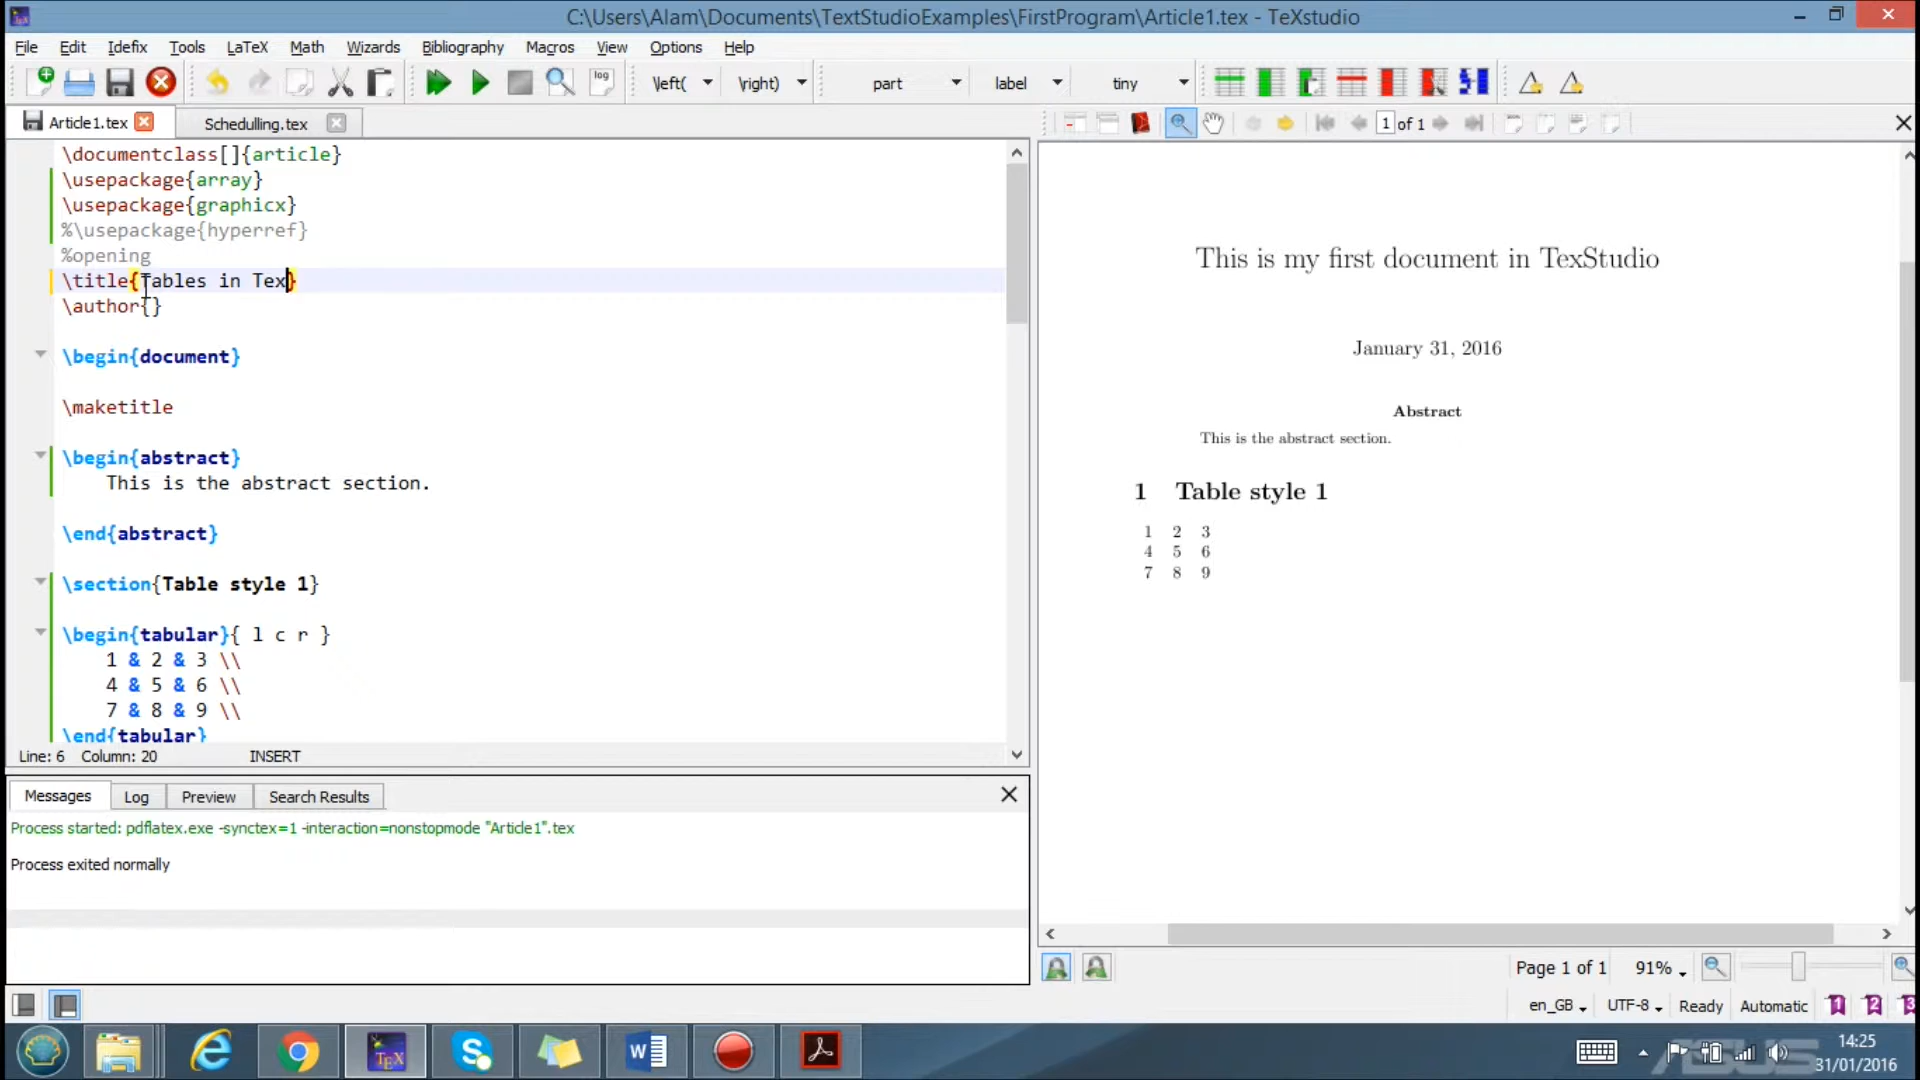 C:\Users\Alam\Documents\TextStudioExamples\FirstProgram\Article1.tex - TeXstudio
File Edit Idefix Tools LaTeX Math Wizards Bibliography Macros View Options Help
log \left( \right) part label tiny
Article1.tex Schedulling.tex
1 of 1
\documentclass[]{article}
\usepackage{array}
\usepackage{graphicx}
%\usepackage{hyperref}
%opening
\title{Tables in Tex}
\author{}
\begin{document}
\maketitle
\begin{abstract}
This is the abstract section.
\end{abstract}
\section{Table style 1}
\begin{tabular}{ l c r }
1 & 2 & 3 \\
4 & 5 & 6 \\
7 & 8 & 9 \\
\end{tabular}
Line: 6 Column: 20 INSERT
This is my first document in TexStudio
January 31, 2016
Abstract
This is the abstract section.
1 Table style 1
1 2 3
4 5 6
7 8 9
Messages Log Preview Search Results
Process started: pdflatex.exe -synctex=1 -interaction=nonstopmode "Article1".tex
Process exited normally
Page 1 of 1 91%
en_GB UTF-8 Ready Automatic 1 2 3
TEX
ASUS
14:25
31/01/2016